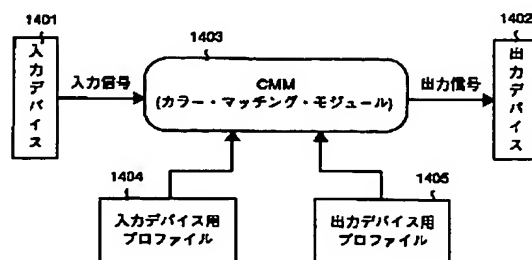 1401
入力デバイス
入力信号
1403
CMM
(カラー・マッチング・モジュール)
出力信号
1402
出力デバイス
1404
入力デバイス用
プロファイル
1405
出力デバイス用
プロファイル